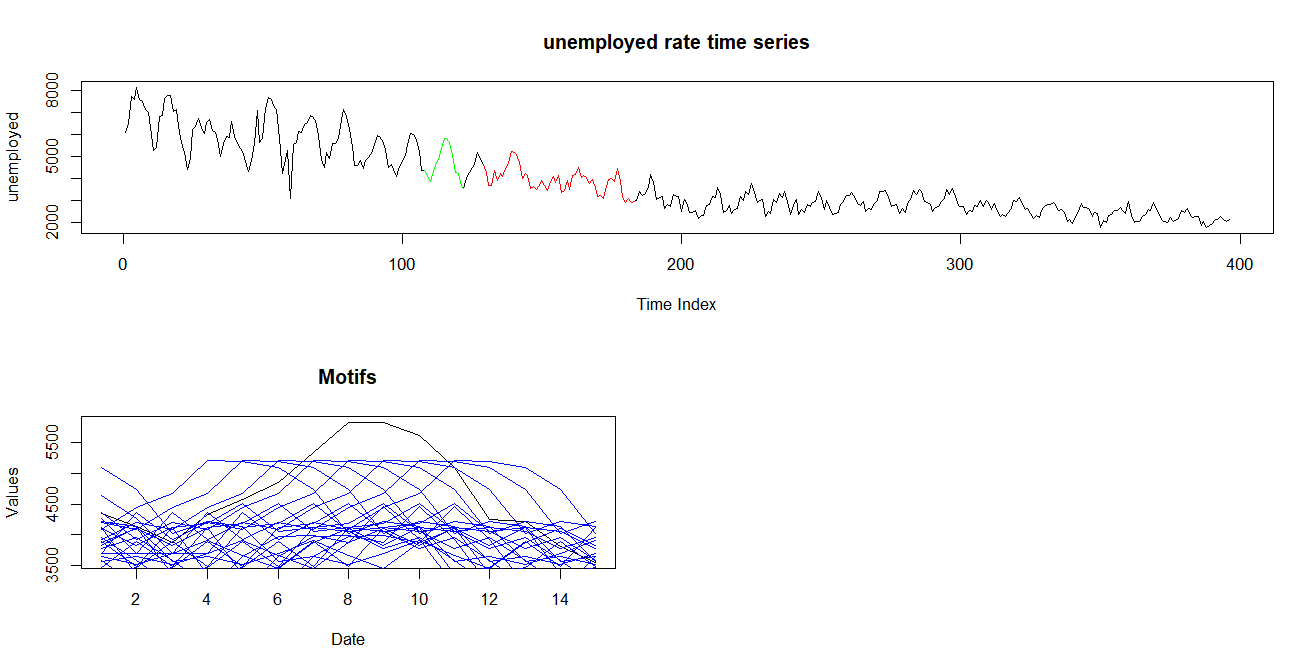 unemployed rate time series
unemployed
8000
5000
2000
0 100 200 300 400
Time Index
Motifs
Values
5500
4500
3500
2 4 6 8 10 12 14
Date